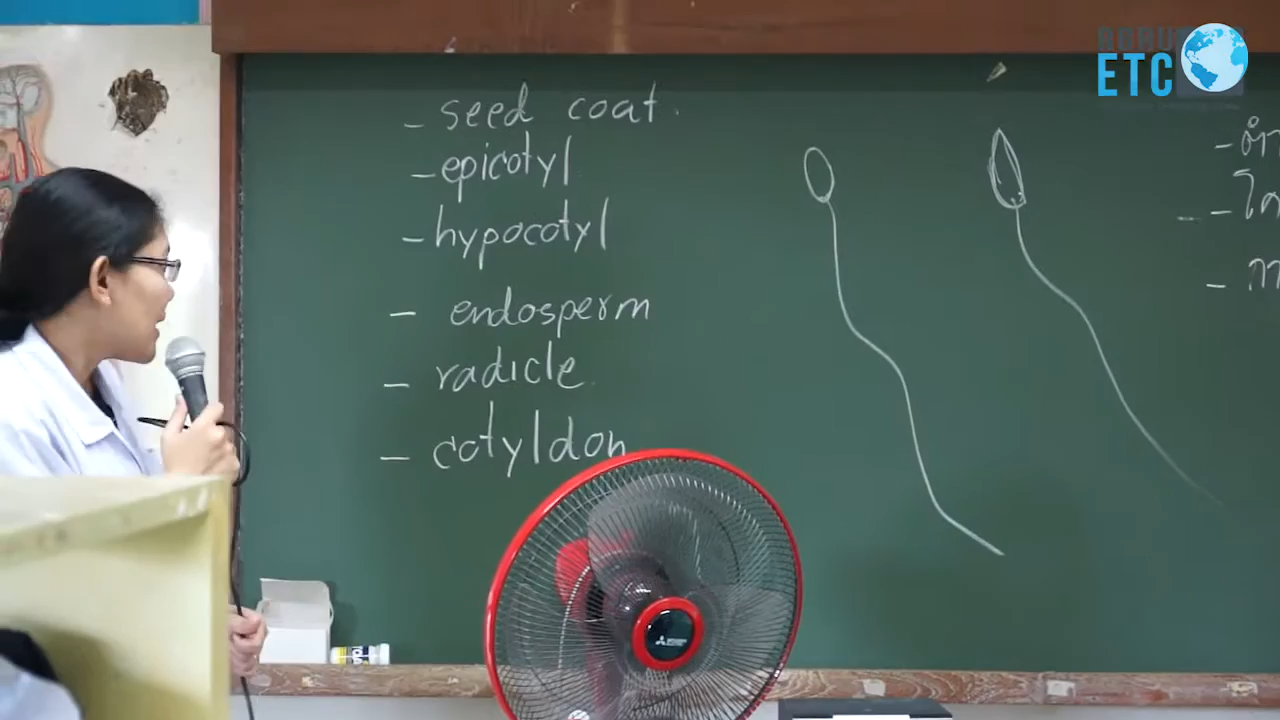 ETC
- seed coat.
- epicotyl
- hypocotyl
- endosperm
- radicle
- cotyldon